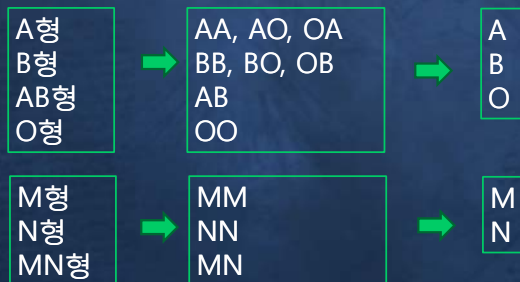 A형
B형
AB형
O형
AA, AO, OA
BB, BO, OB
AB
OO
A
B
O
M형
N형
MN형
MM
NN
MN
M
N